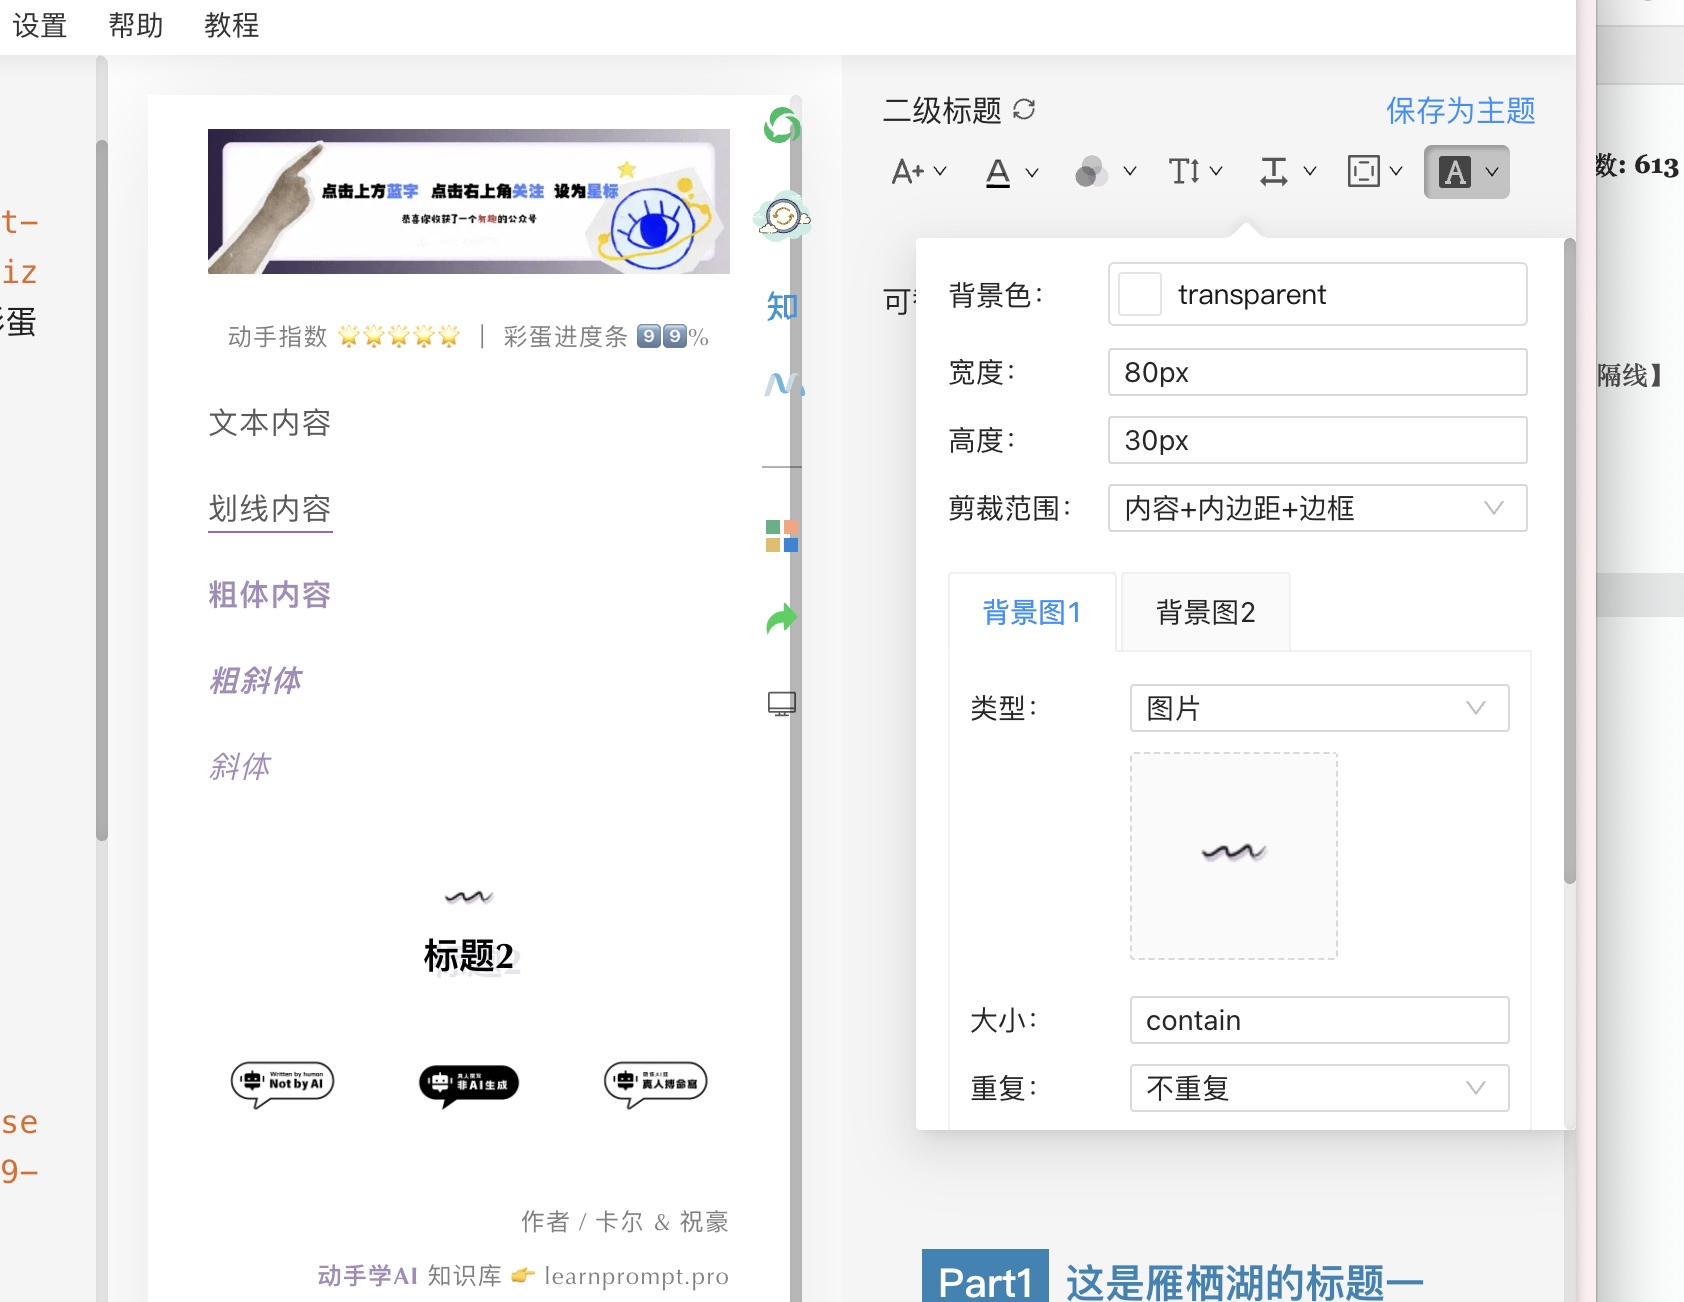 设置 帮助 教程
t-
iz
蛋
点击上方蓝字 点击右上角关注 设为星标
恭喜你收获了一个有趣的公众号
动手指数 🌟🌟🌟🌟🌟 | 彩蛋进度条 9️⃣9️⃣%
文本内容
划线内容
粗体内容
粗斜体
斜体
标题2
Written by human
Not by AI
非AI生成
真人搏命写
作者 / 卡尔 & 祝豪
动手学AI 知识库 👉 learnprompt.pro
se
9-
知
二级标题
保存为主题
A+ A T T A
可
背景色: transparent
宽度: 80px
高度: 30px
剪裁范围: 内容+内边距+边框
背景图1 背景图2
类型: 图片
大小: contain
重复: 不重复
Part1 这是雁栖湖的标题一
数: 613
隔线】